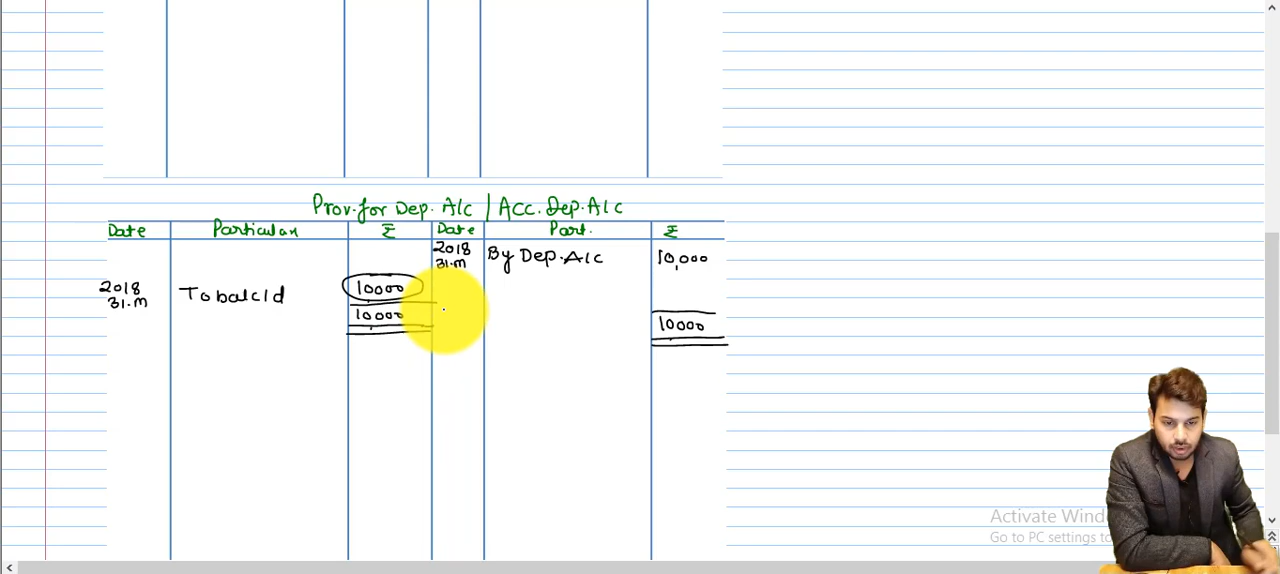 Prov. for Dep. A/c | Acc. Dep. A/c
Date Particular ₹ Date Part. ₹
2018 31.M By Dep. A/c 10,000
2018 31.M To bal c/d 10000
10000 10000
Activate Wind
Go to PC settings to